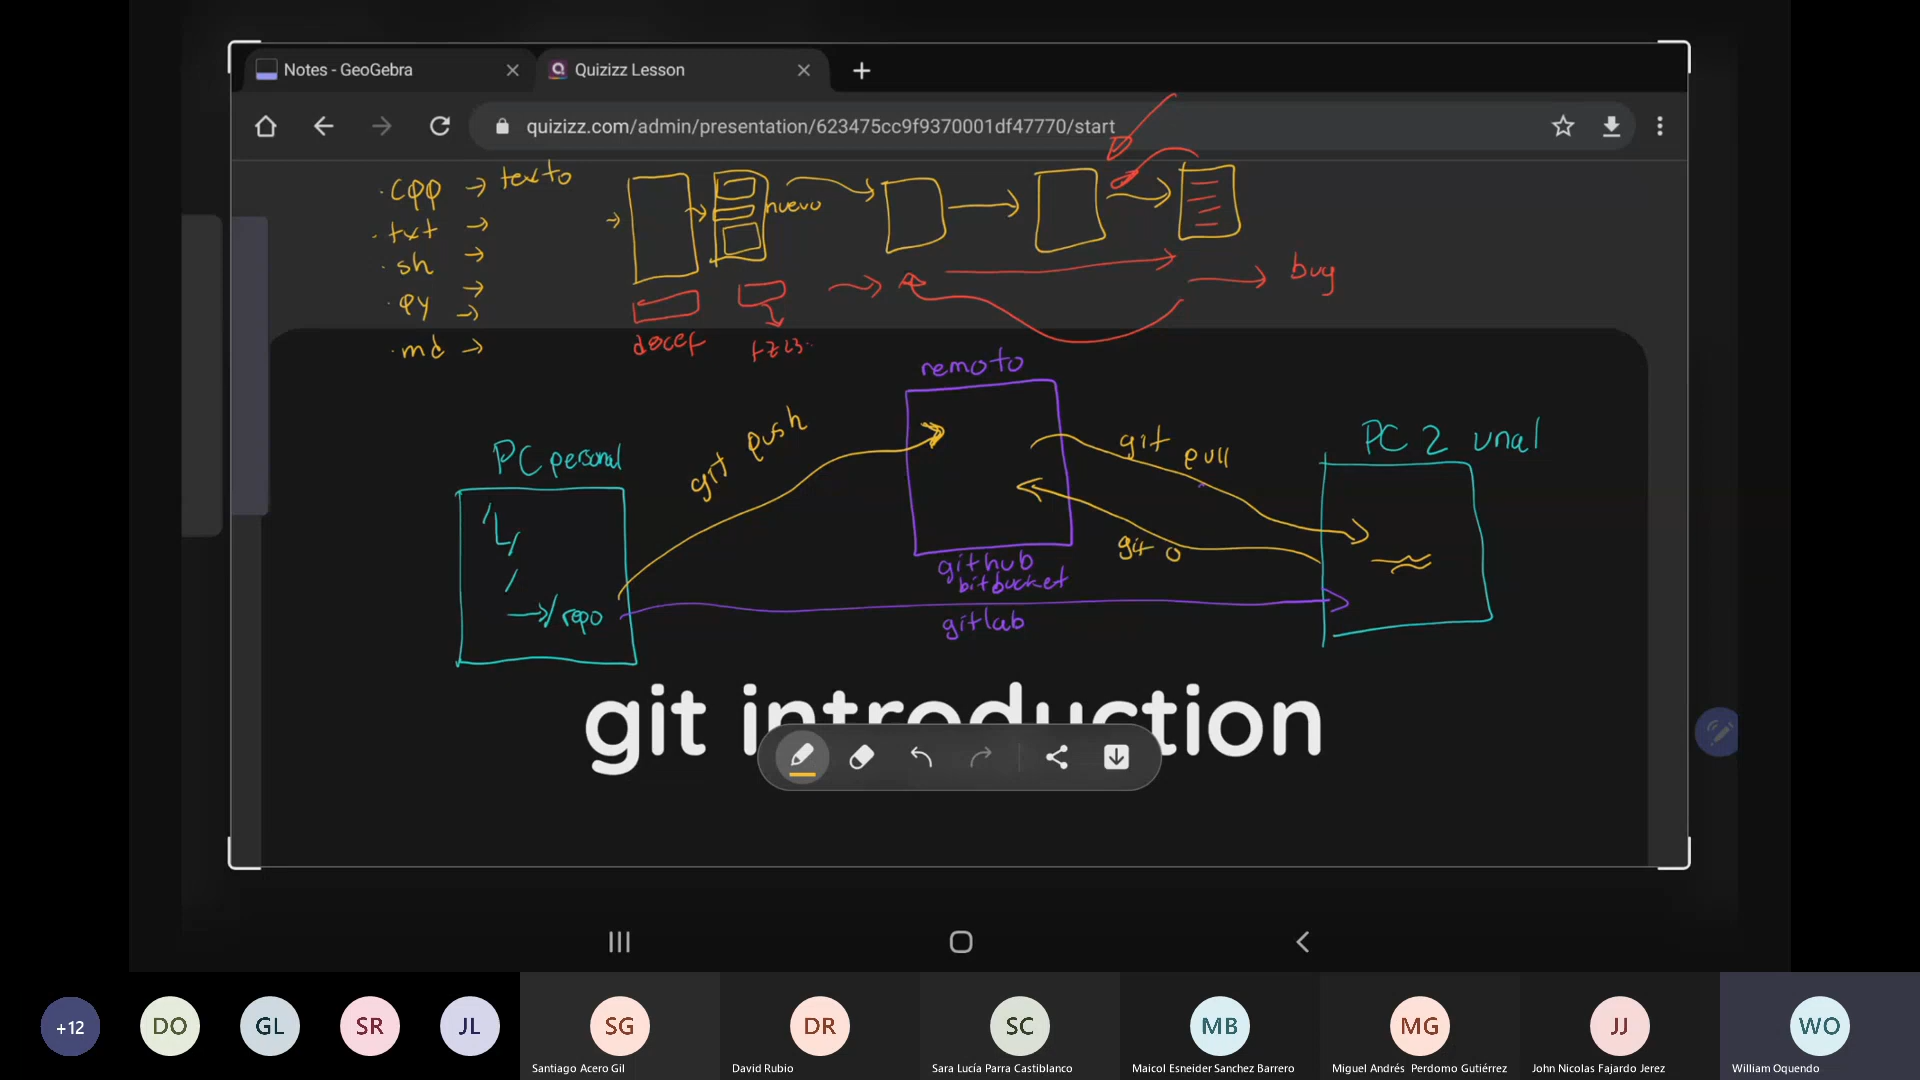 Notes - GeoGebra
Quizizz Lesson
quizizz.com/admin/presentation/623475cc9f9370001df47770/start
.cpp → texto
.txt →
.sh →
.py →
.md →
nuevo
bug
remoto
git push
git pull
PC personal
PC 2 unal
git
github
bitbucket
/repo
gitlab
git introduction
+12
DO
GL
SR
JL
SG
DR
SC
MB
MG
JJ
WO
Santiago Acero Gil
David Rubio
Sara Lucía Parra Castiblanco
Maicol Esneider Sanchez Barrero
Miguel Andrés Perdomo Gutiérrez
John Nicolas Fajardo Jerez
William Oquendo